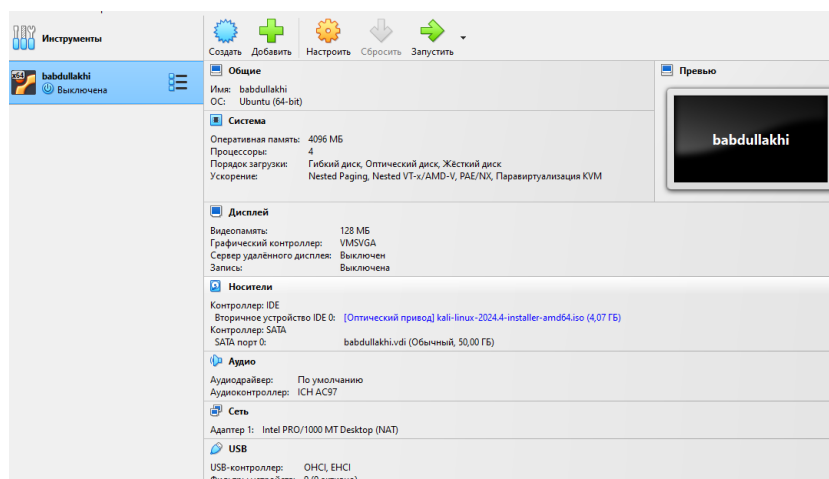 Инструменты
Создать Добавить Настроить Сбросить Запустить
babdullakhi
Выключена
Общие
Имя: babdullakhi
ОС: Ubuntu (64-bit)
Система
Оперативная память: 4096 МБ
Процессоры: 4
Порядок загрузки: Гибкий диск, Оптический диск, Жёсткий диск
Ускорение: Nested Paging, Nested VT-x/AMD-V, PAE/NX, Паравиртуализация KVM
Превью
babdullakhi
Дисплей
Видеопамять: 128 МБ
Графический контроллер: VMSVGA
Сервер удалённого дисплея: Выключен
Запись: Выключена
Носители
Контроллер: IDE
Вторичное устройство IDE 0: [Оптический привод] kali-linux-2024.4-installer-amd64.iso (4,07 ГБ)
Контроллер: SATA
SATA порт 0: babdullakhi.vdi (Обычный, 50,00 ГБ)
Аудио
Аудиодрайвер: По умолчанию
Аудиоконтроллер: ICH AC97
Сеть
Адаптер 1: Intel PRO/1000 MT Desktop (NAT)
USB
USB-контроллер: OHCI, EHCI